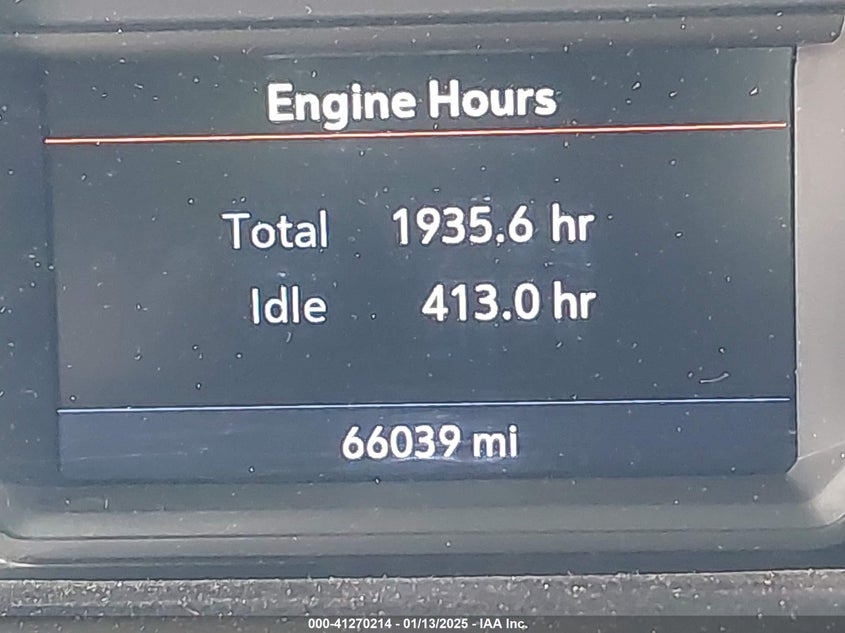 Engine Hours
Total 1935.6 hr
Idle 413.0 hr
66039 mi
000-41270214 - 01/13/2025 - IAA Inc.